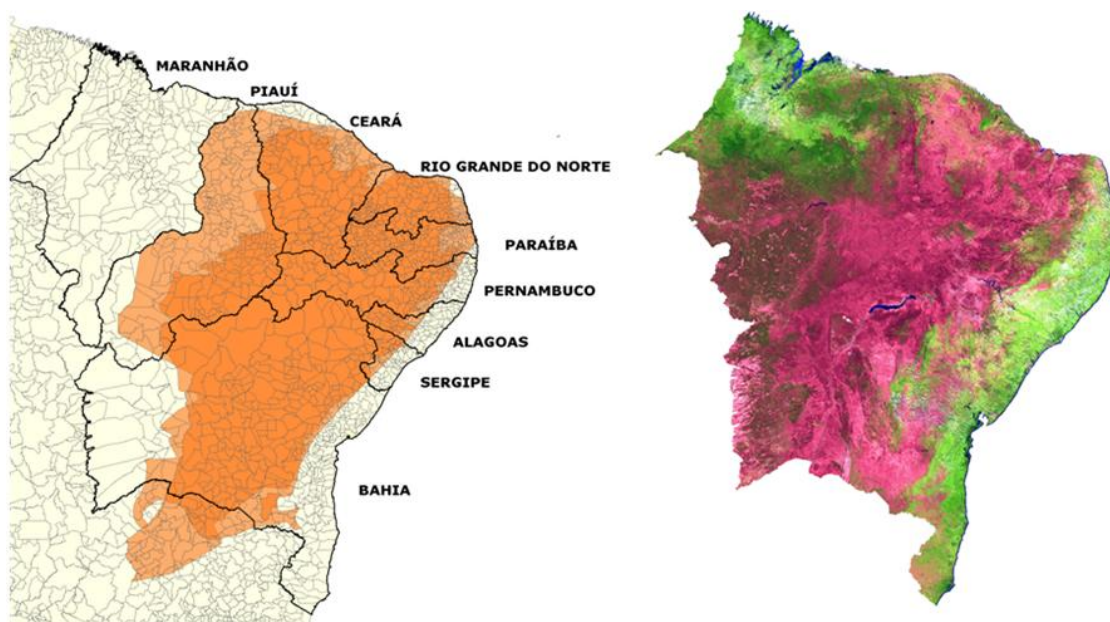 MARANHÃO
PIAUÍ
CEARÁ
RIO GRANDE DO NORTE
PARAÍBA
PERNAMBUCO
ALAGOAS
SERGIPE
BAHIA